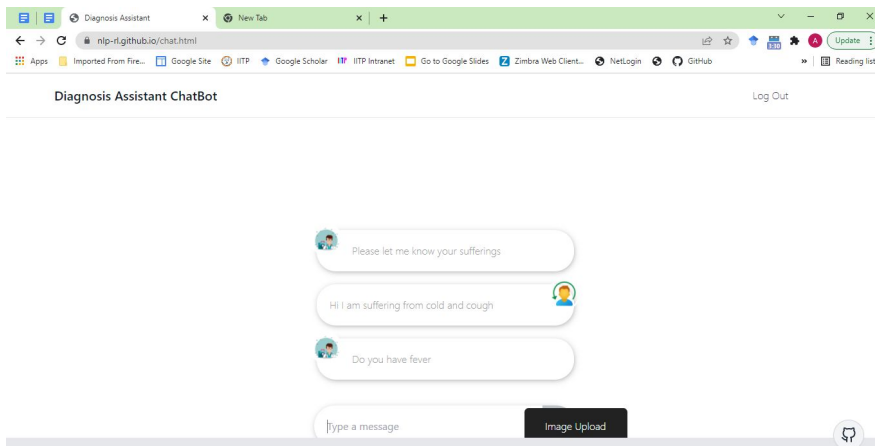 Diagnosis Assistant
New Tab
nlp-rl.github.io/chat.html
Update
Apps
Imported From Fire...
Google Site
IITP
Google Scholar
IITP Intranet
Go to Google Slides
Zimbra Web Client...
NetLogin
GitHub
»
Reading list
Diagnosis Assistant ChatBot
Log Out
Please let me know your sufferings
Hi I am suffering from cold and cough
Do you have fever
Type a message
Image Upload